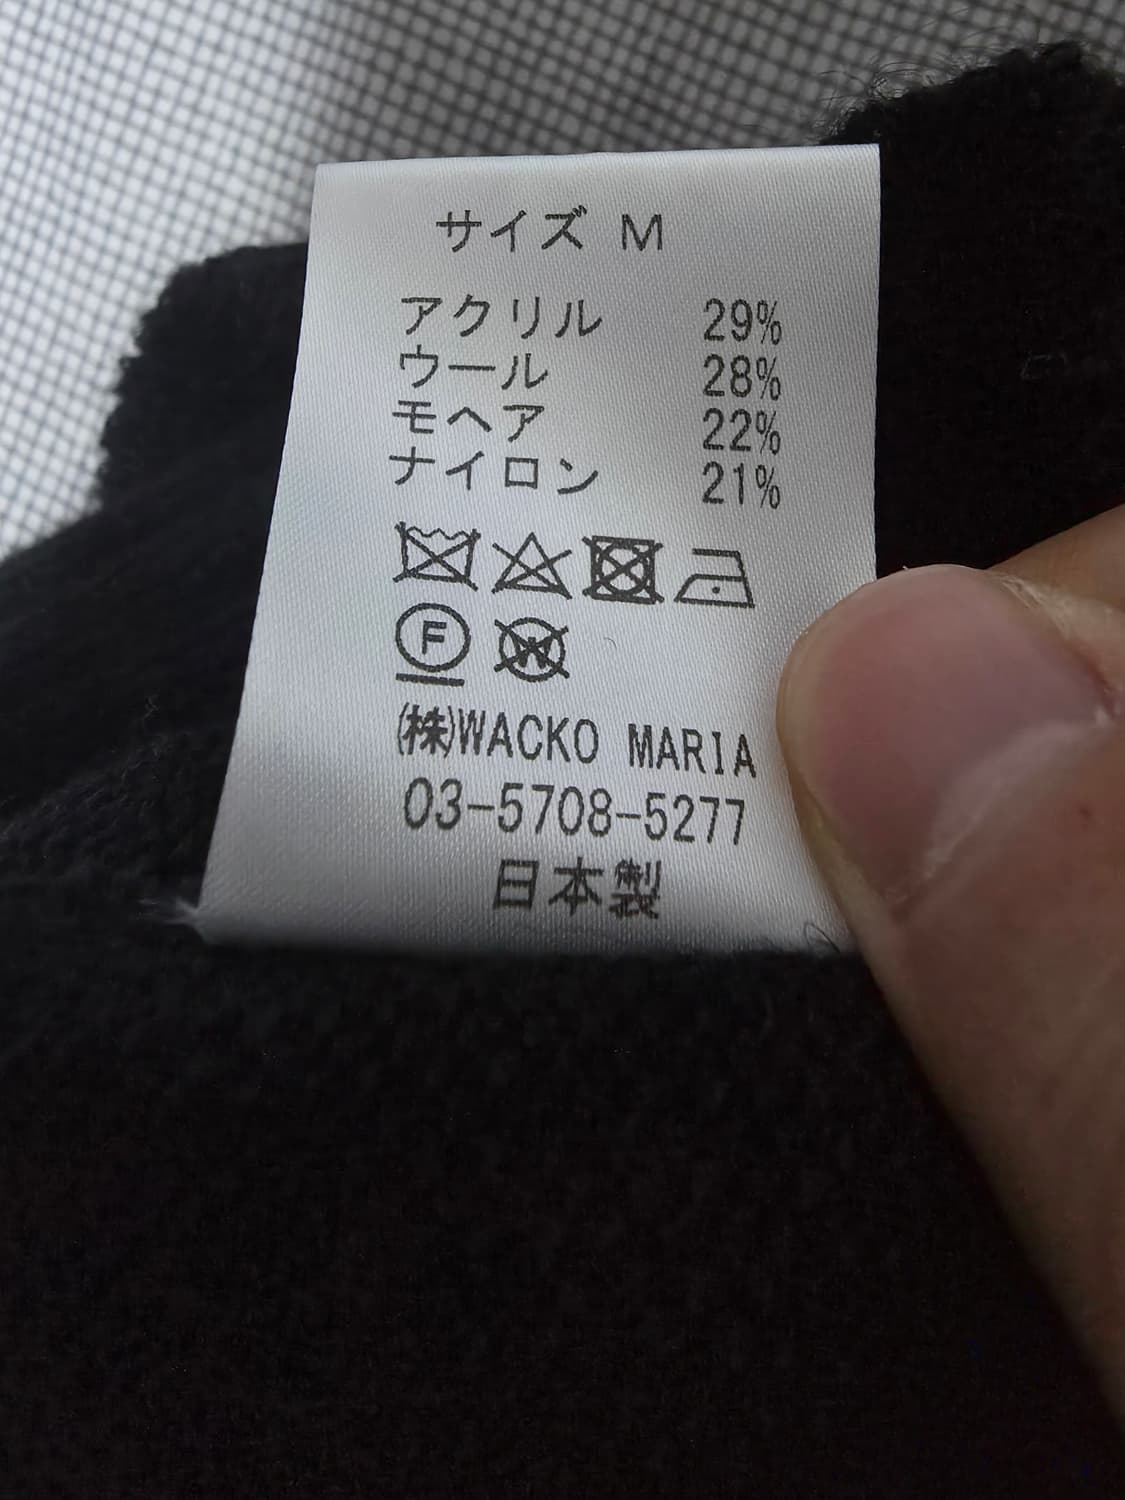 サイズ M
アクリル 29%
ウール 28%
モヘア 22%
ナイロン 21%
F
W
㈱WACKO MARIA
03-5708-5277
日本製